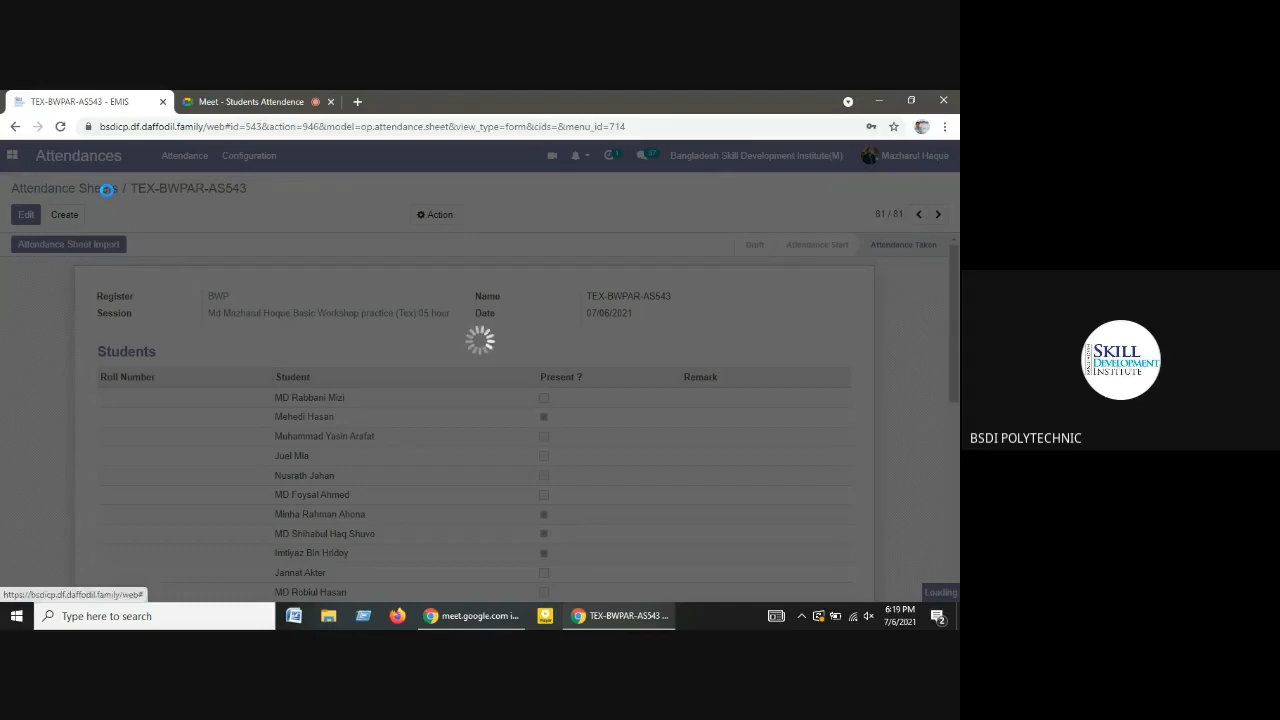 TEX-BWPAR-AS543 - EMIS
Meet - Students Attendence
bsdicp.df.daffodil.family/web#id=543&action=946&model=op.attendance.sheet&view_type=form&cids=&menu_id=714
Attendances Attendance Configuration 1 37 Bangladesh Skill Development Institute(M) Mazharul Haque
Attendance Sheets / TEX-BWPAR-AS543
Edit Create Action 81 / 81
Attendance Sheet Import Draft Attendance Start Attendance Taken
Register BWP Name TEX-BWPAR-AS543
Session Md Mazharul Hoque Basic Workshop practice (Tex):05 hour Date 07/06/2021
Students
Roll Number Student Present ? Remark
MD Rabbani Mizi
Mehedi Hasan
Muhammad Yasin Arafat
Juel Mia
Nusrath Jahan
MD Foysal Ahmed
Minha Rahman Ahona
MD Shihabul Haq Shuvo
Imtiyaz Bin Hridoy
Jannat Akter
MD Robiul Hasan
https://bsdicp.df.daffodil.family/web# Loading
Type here to search meet.google.com i... TEX-BWPAR-AS543 ... 6:19 PM
7/6/2021 2
SKILL
DEVELOPMENT
INSTITUTE
BSDI POLYTECHNIC